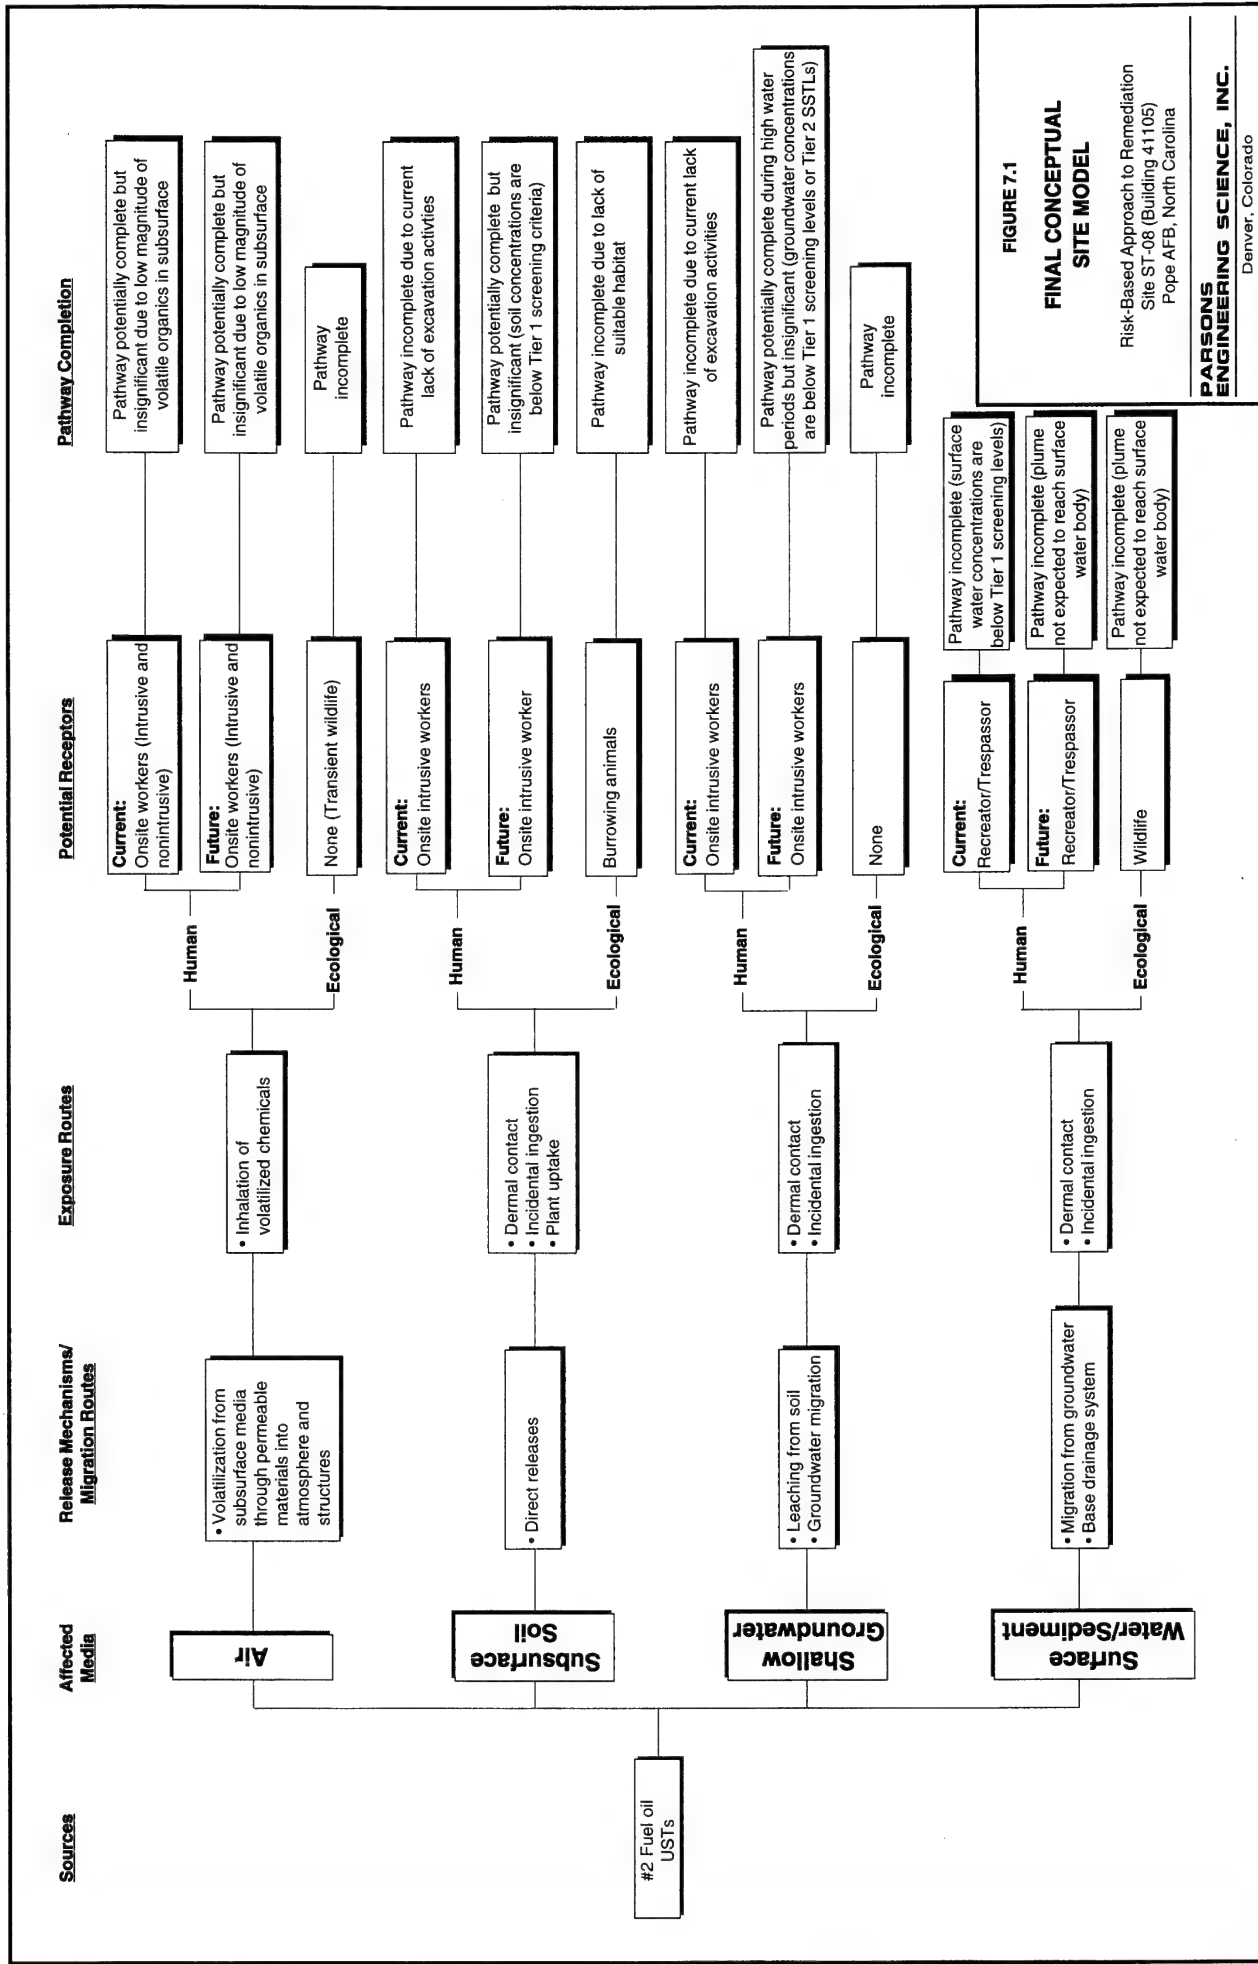 Sources
Affected
Media
Release Mechanisms/
Migration Routes
Exposure Routes
Potential Receptors
Pathway Completion
#2 Fuel oil
USTs
Air
• Volatilization from
subsurface media
through permeable
materials into
atmosphere and
structures
• Inhalation of
volatilized chemicals
Human
Current:
Onsite workers (Intrusive and
nonintrusive)
Pathway potentially complete but
insignificant due to low magnitude of
volatile organics in subsurface
Future:
Onsite workers (Intrusive and
nonintrusive)
Pathway potentially complete but
insignificant due to low magnitude of
volatile organics in subsurface
Ecological
None (Transient wildlife)
Pathway
incomplete
Subsurface
Soil
• Direct releases
• Dermal contact
• Incidental ingestion
• Plant uptake
Human
Current:
Onsite intrusive workers
Pathway incomplete due to current
lack of excavation activities
Future:
Onsite intrusive worker
Pathway potentially complete but
insignificant (soil concentrations are
below Tier 1 screening criteria)
Ecological
Burrowing animals
Pathway incomplete due to lack of
suitable habitat
Shallow
Groundwater
• Leaching from soil
• Groundwater migration
• Dermal contact
• Incidental ingestion
Human
Current:
Onsite intrusive workers
Pathway incomplete due to current lack
of excavation activities
Future:
Onsite intrusive workers
Pathway potentially complete during high water
periods but insignificant (groundwater concentrations
are below Tier 1 screening levels or Tier 2 SSTLs)
Ecological
None
Pathway
incomplete
Surface
Water/Sediment
• Migration from groundwater
• Base drainage system
• Dermal contact
• Incidental ingestion
Human
Current:
Recreator/Trespassor
Pathway incomplete (surface
water concentrations are
below Tier 1 screening levels)
Future:
Recreator/Trespassor
Pathway incomplete (plume
not expected to reach surface
water body)
Ecological
Wildlife
Pathway incomplete (plume
not expected to reach surface
water body)
FIGURE 7.1
FINAL CONCEPTUAL
SITE MODEL
Risk-Based Approach to Remediation
Site ST-08 (Building 41105)
Pope AFB, North Carolina
PARSONS
ENGINEERING SCIENCE, INC.
Denver, Colorado